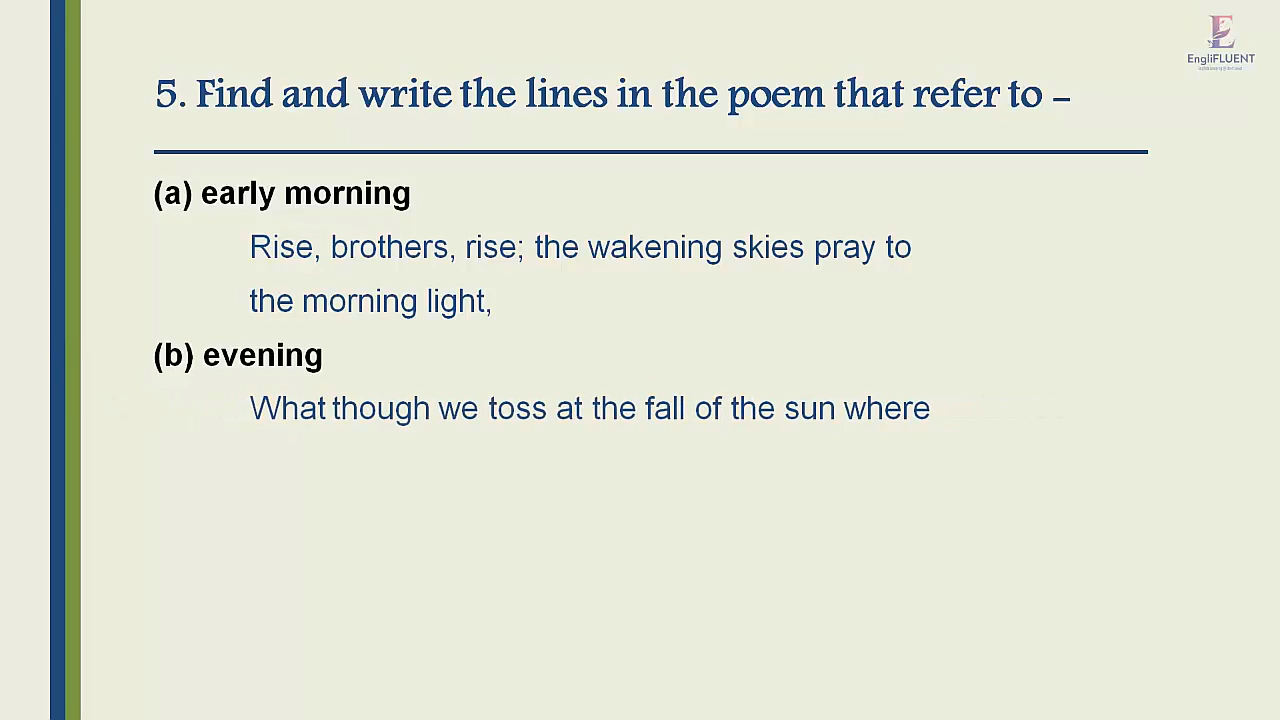 EngliFLUENT
5. Find and write the lines in the poem that refer to –
(a) early morning
Rise, brothers, rise; the wakening skies pray to
the morning light,
(b) evening
What though we toss at the fall of the sun where